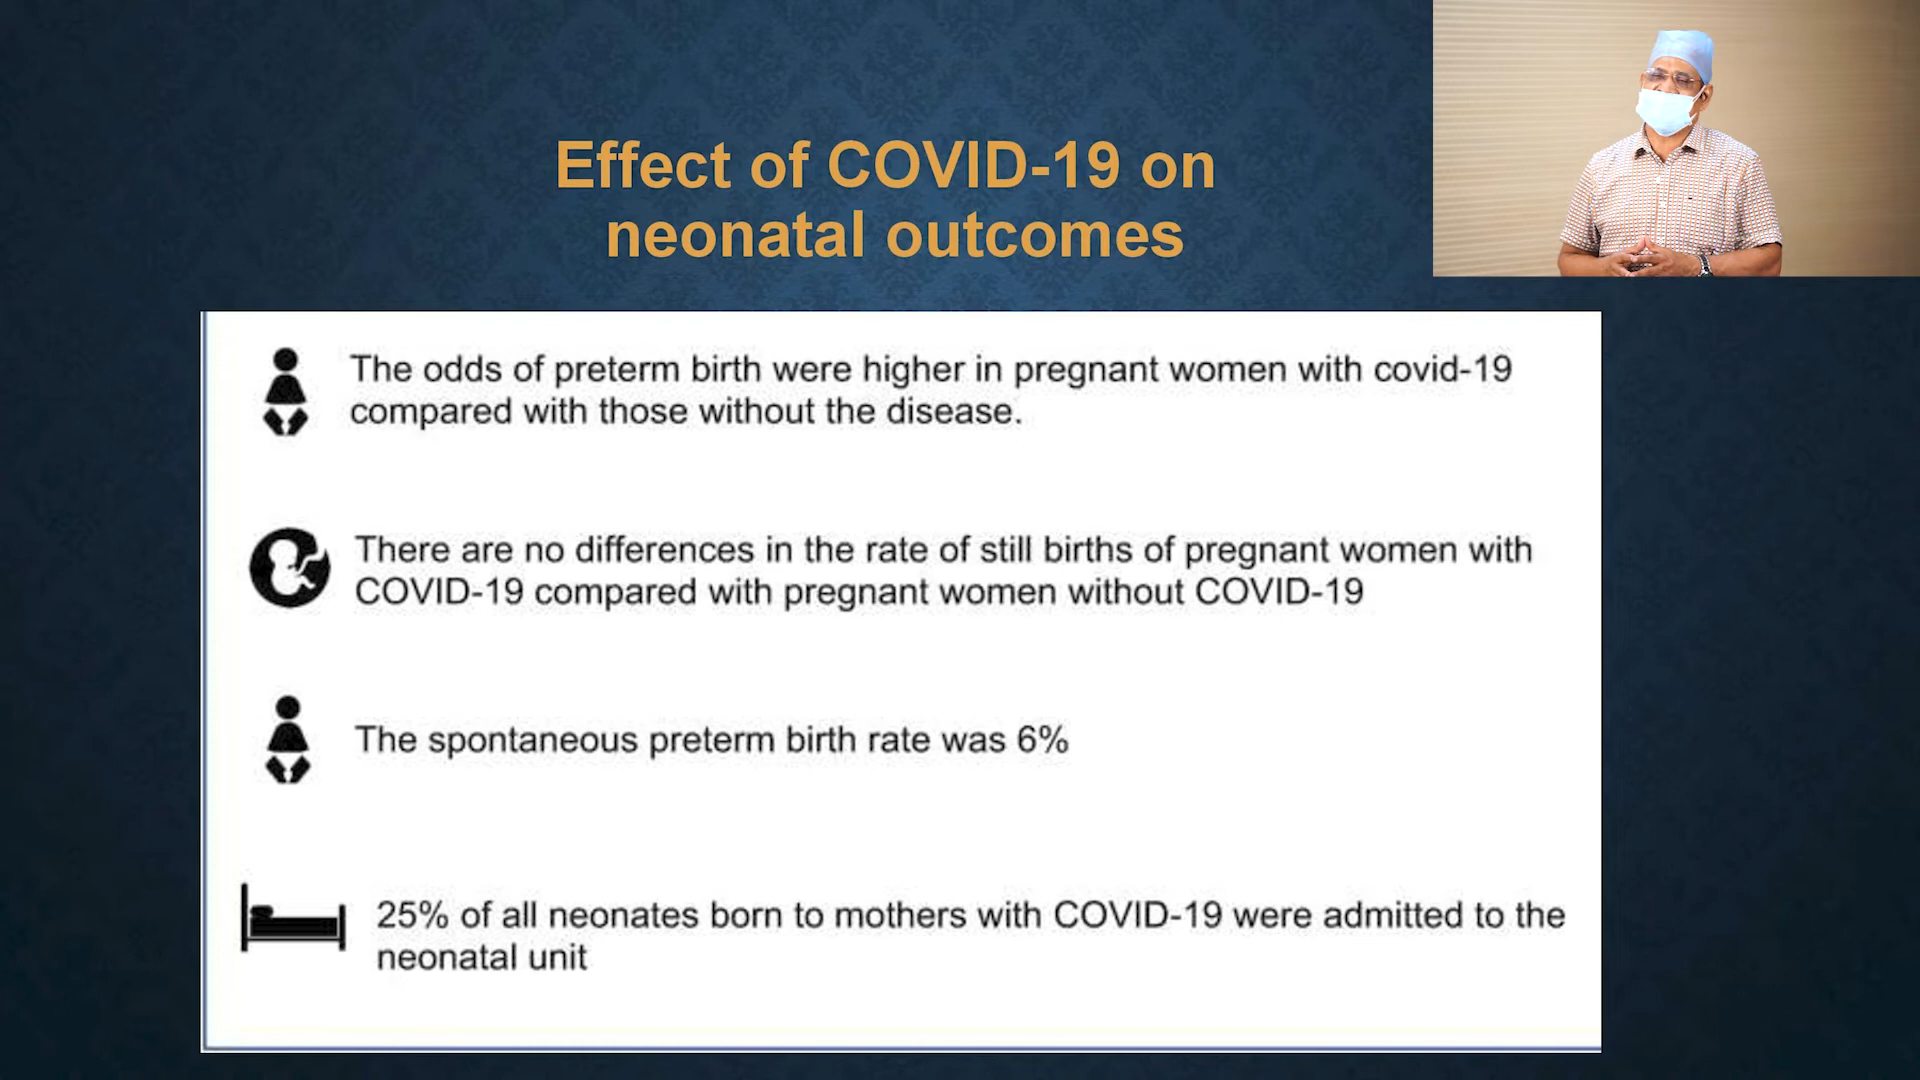 Effect of COVID-19 on
neonatal outcomes
The odds of preterm birth were higher in pregnant women with covid-19
compared with those without the disease.
There are no differences in the rate of still births of pregnant women with
COVID-19 compared with pregnant women without COVID-19
The spontaneous preterm birth rate was 6%
25% of all neonates born to mothers with COVID-19 were admitted to the
neonatal unit